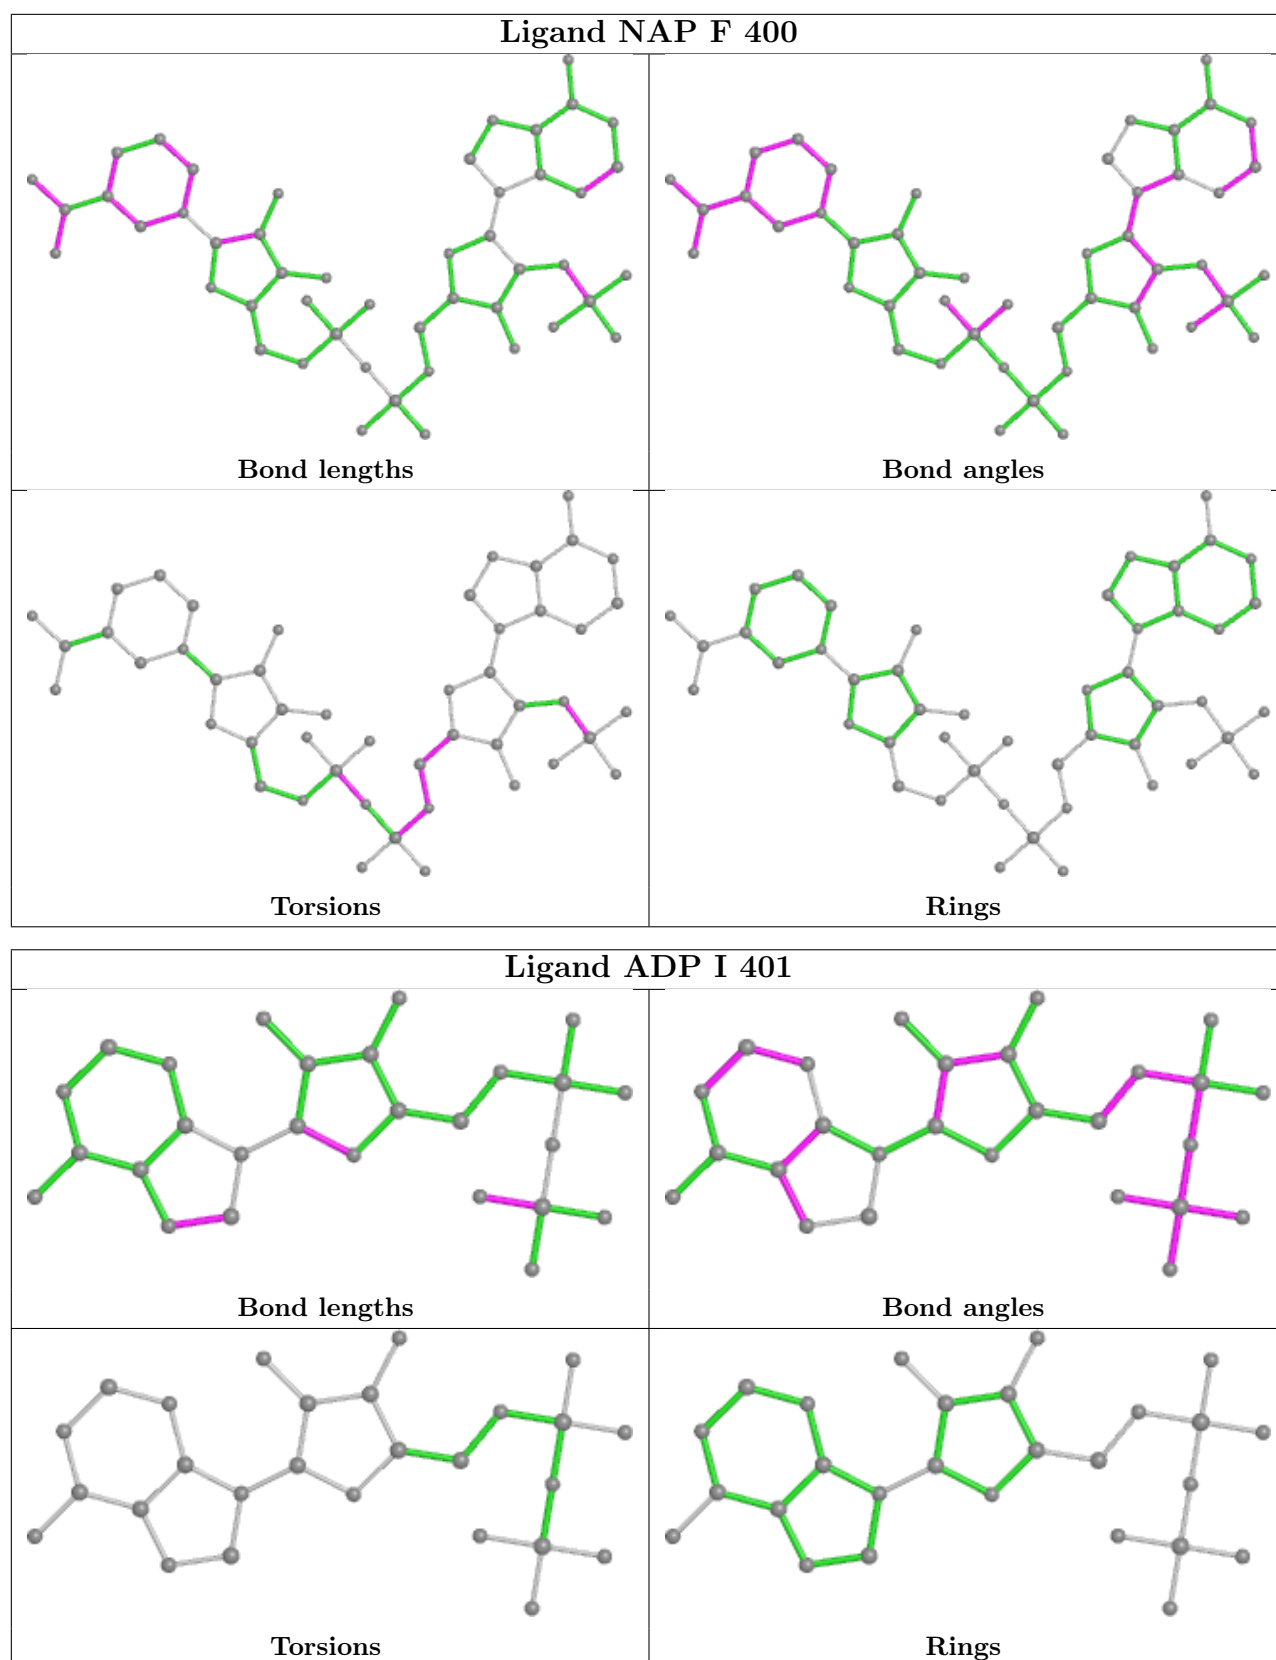 Ligand NAP F 400
Bond lengths
Bond angles
Torsions
Rings
Ligand ADP I 401
Bond lengths
Bond angles
Torsions
Rings